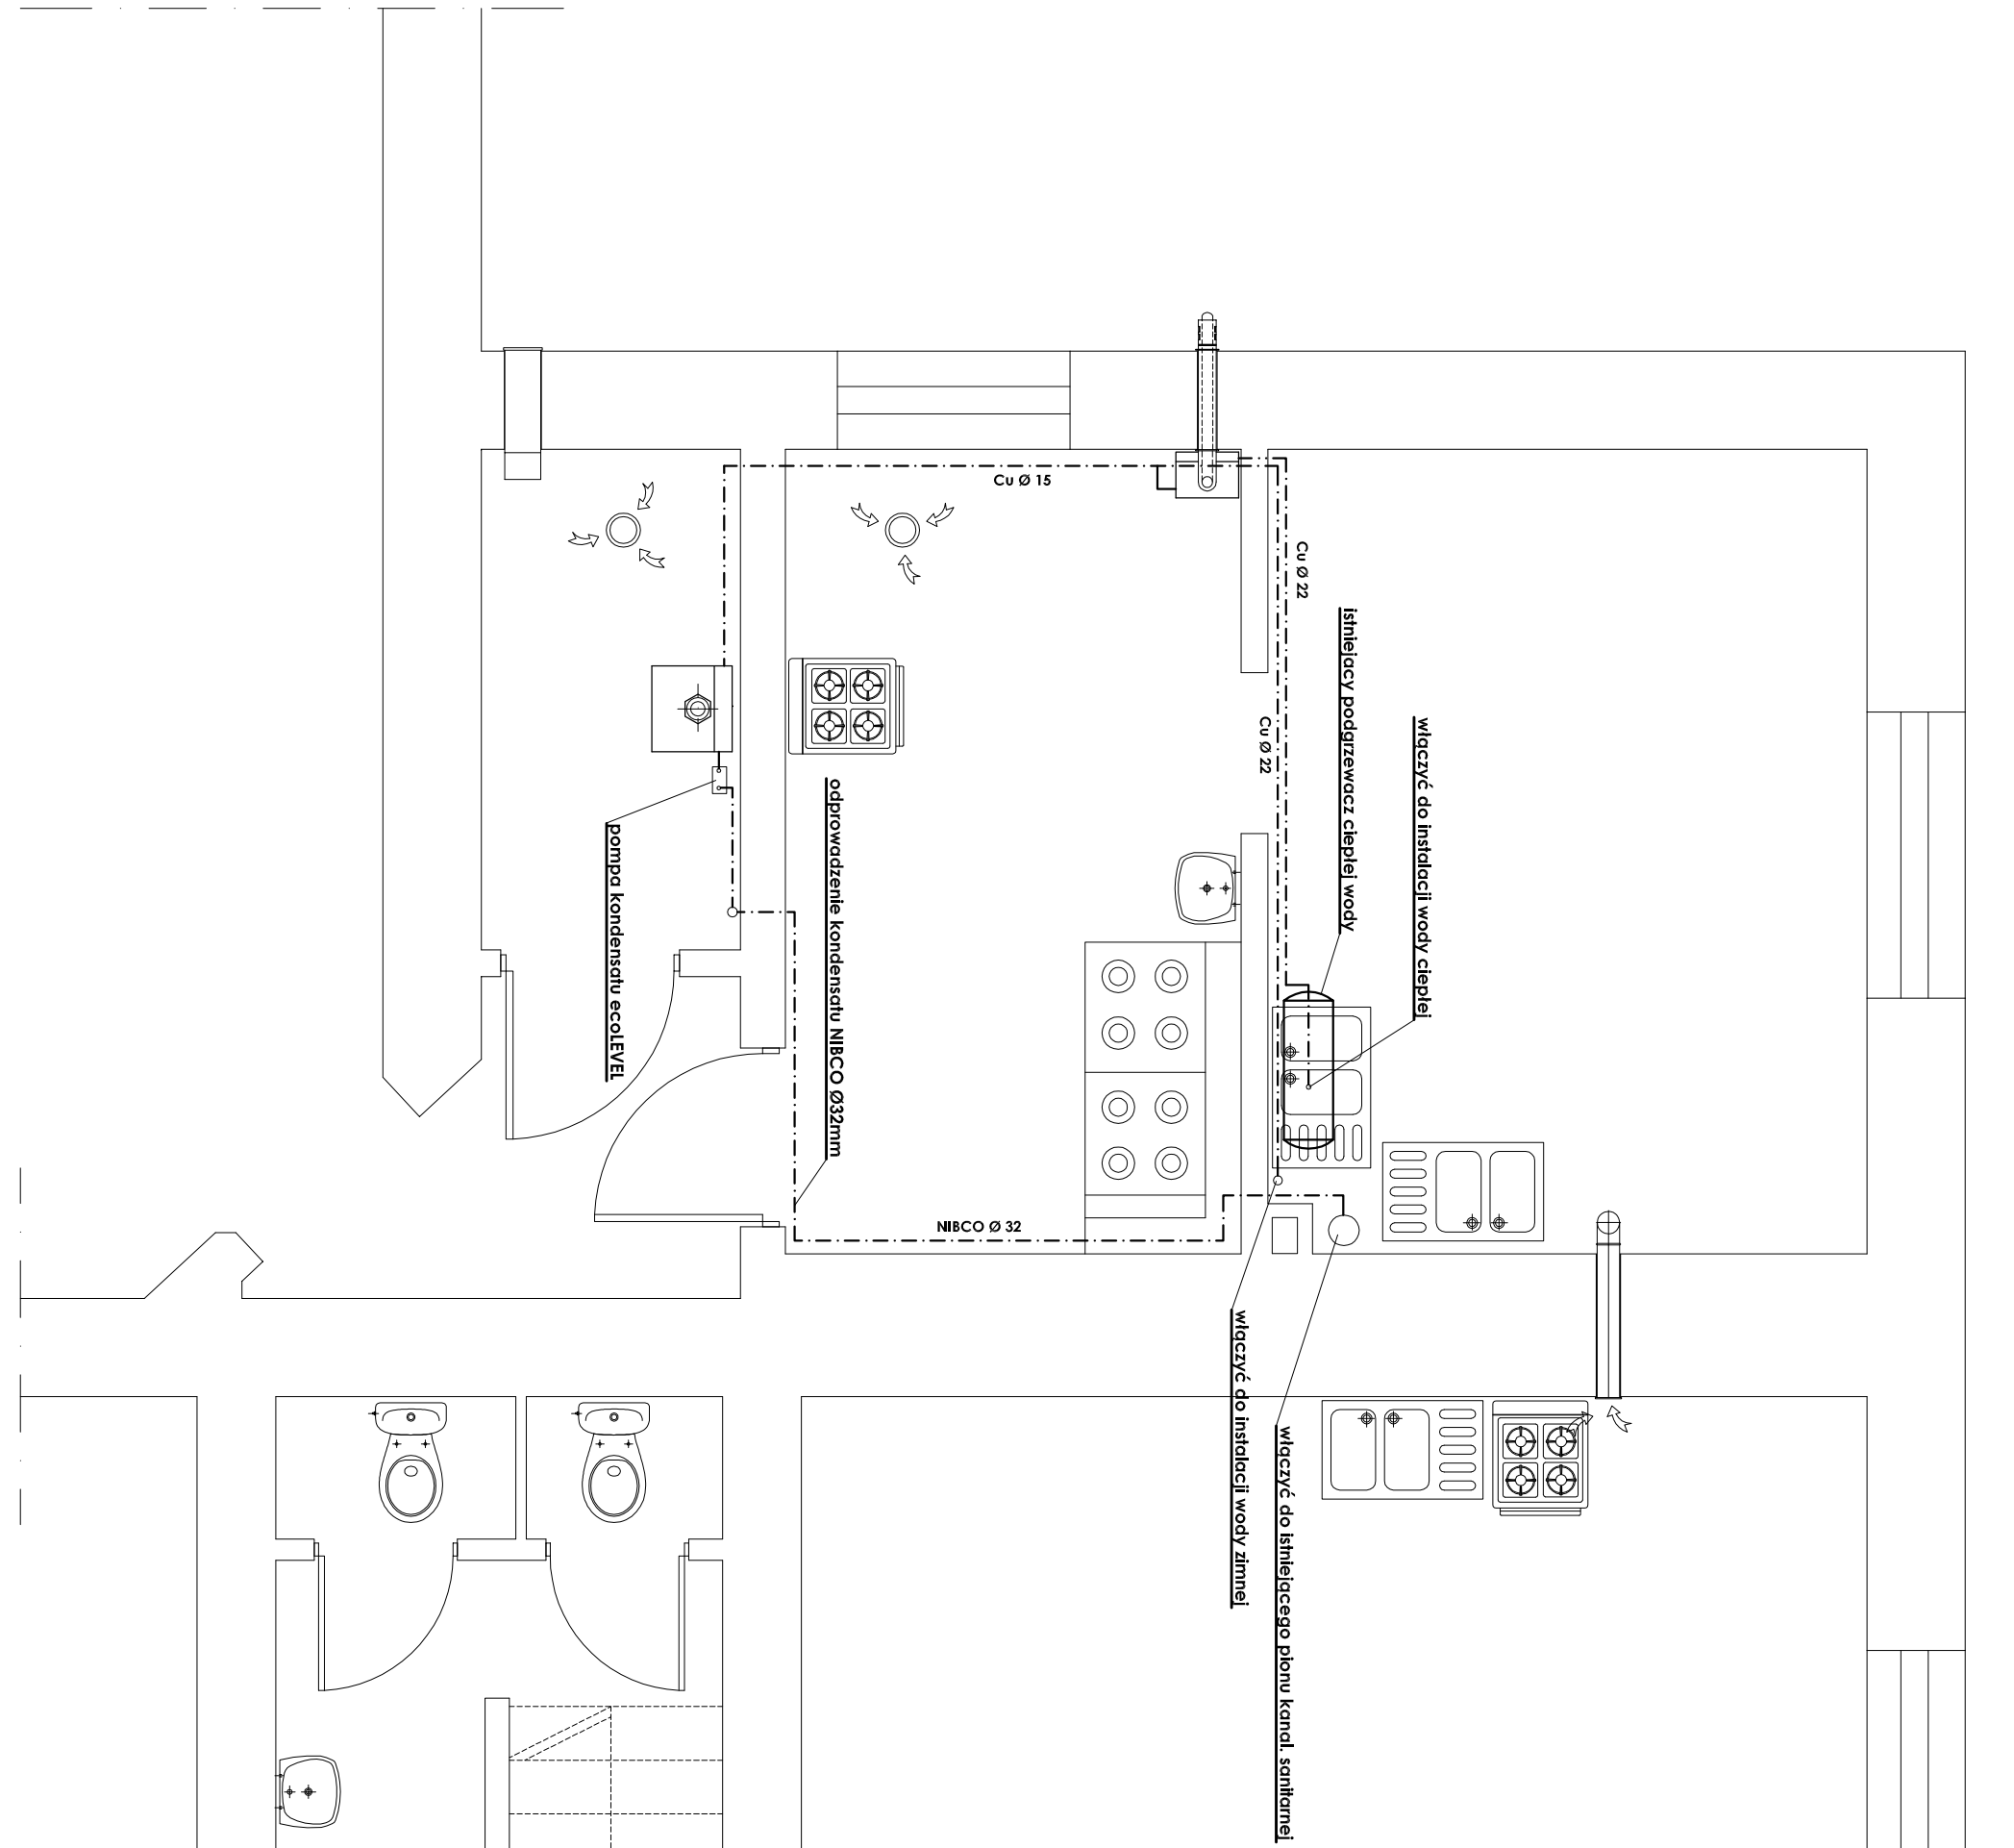 Cu Ø 15
Cu Ø 22
istniejący podgrzewacz ciepłej wody
Cu Ø 22
włączyć do instalacji wody ciepłej
odprowadzenie kondensatu NIBCO Ø32mm
pompa kondensatu ecoLEVEL
NIBCO Ø 32
włączyć do instalacji wody zimnej
włączyć do istniejącego pionu kanal. sanitarnej